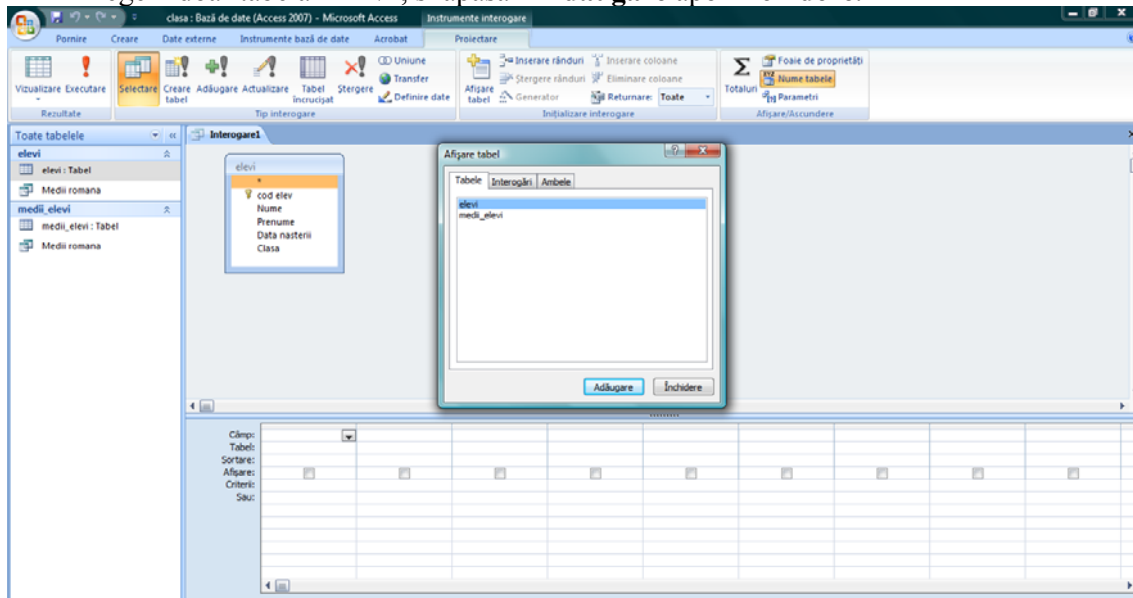 clasa : Bază de date (Access 2007) - Microsoft Access Instrumente interogare
Pornire Creare Date externe Instrumente bază de date Acrobat Proiectare
Vizualizare Executare Selectare Creare tabel Adăugare Actualizare Tabel încrucișat Ștergere Uniune Transfer Definire date Afișare tabel Inserare rânduri Ștergere rânduri Generator Inserare coloane Eliminare coloane Returnare: Toate Totaluri Foaie de proprietăți Nume tabele Parametri
Rezultate Tip interogare Inițializare interogare Afișare/Ascundere
Toate tabelele
elevi
elevi : Tabel
Medii romana
medii_elevi
medii_elevi : Tabel
Medii romana
Interogare1
elevi
*
cod elev
Nume
Prenume
Data nasterii
Clasa
Afișare tabel
Tabele Interogări Ambele
elevi
medii_elevi
Adăugare Închidere
Câmp:
Tabel:
Sortare:
Afișare:
Criterii:
Sau: